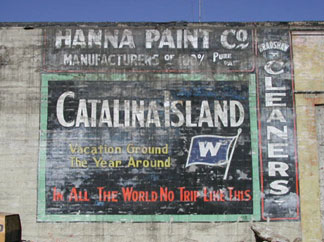 HANNA PAINT CO
MANUFACTURERS OF 100% PURE
CATALINA ISLAND
Vacation Ground
The Year Around
W
IN ALL THE WORLD NO TRIP LIKE THIS
BRADSHAW
CLEANERS